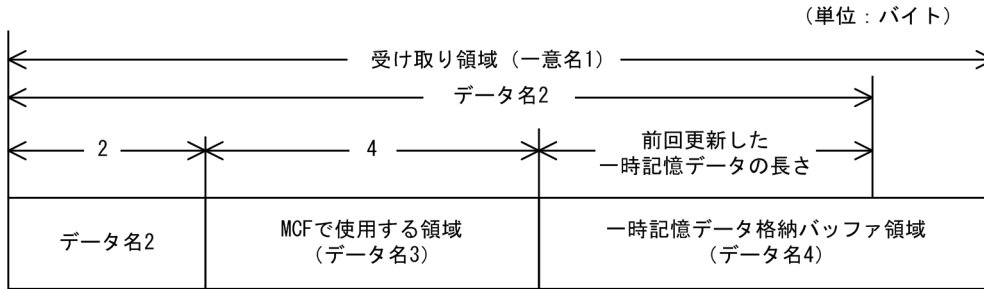 （単位：バイト）
受け取り領域（一意名1）
データ名2
2
4
前回更新した
一時記憶データの長さ
データ名2
MCFで使用する領域
（データ名3）
一時記憶データ格納バッファ領域
（データ名4）